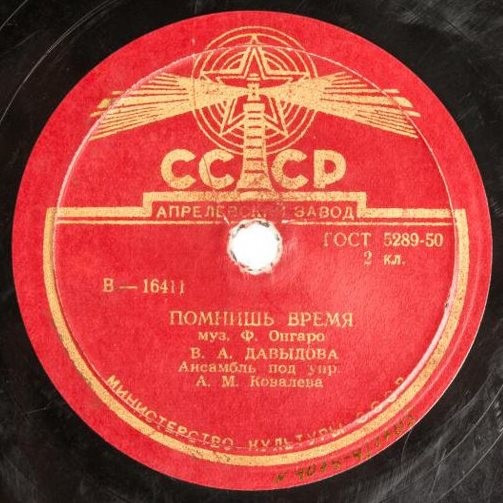 СССР
АПРЕЛЕВСКИЙ ЗАВОД
ГОСТ 5289-50
2 кл.
В — 16411
ПОМНИШЬ ВРЕМЯ
муз. Ф. Онгаро
В. А. ДАВЫДОВА
Ансамбль под упр.
А. М. Ковалева
МИНИСТЕРСТВО КУЛЬТУРЫ СССР